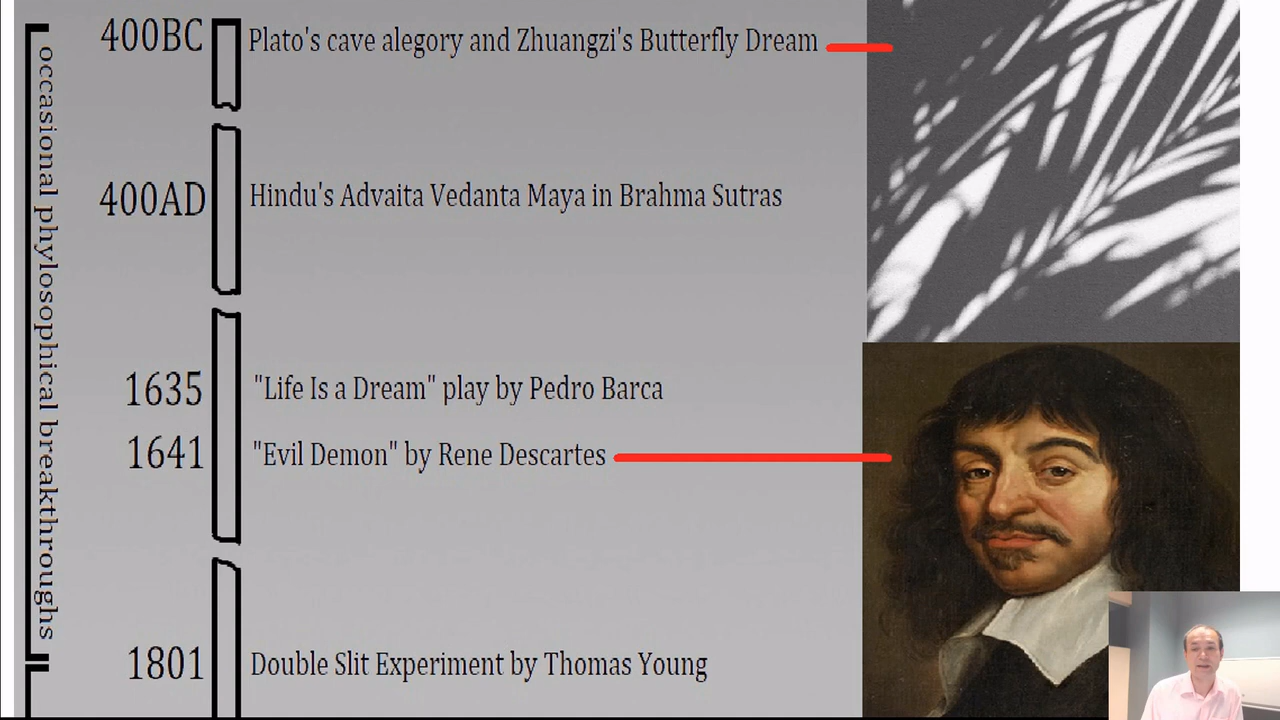 occasional phylosophical breakthroughs
400BC Plato's cave alegory and Zhuangzi's Butterfly Dream
400AD Hindu's Advaita Vedanta Maya in Brahma Sutras
1635 "Life Is a Dream" play by Pedro Barca
1641 "Evil Demon" by Rene Descartes
1801 Double Slit Experiment by Thomas Young